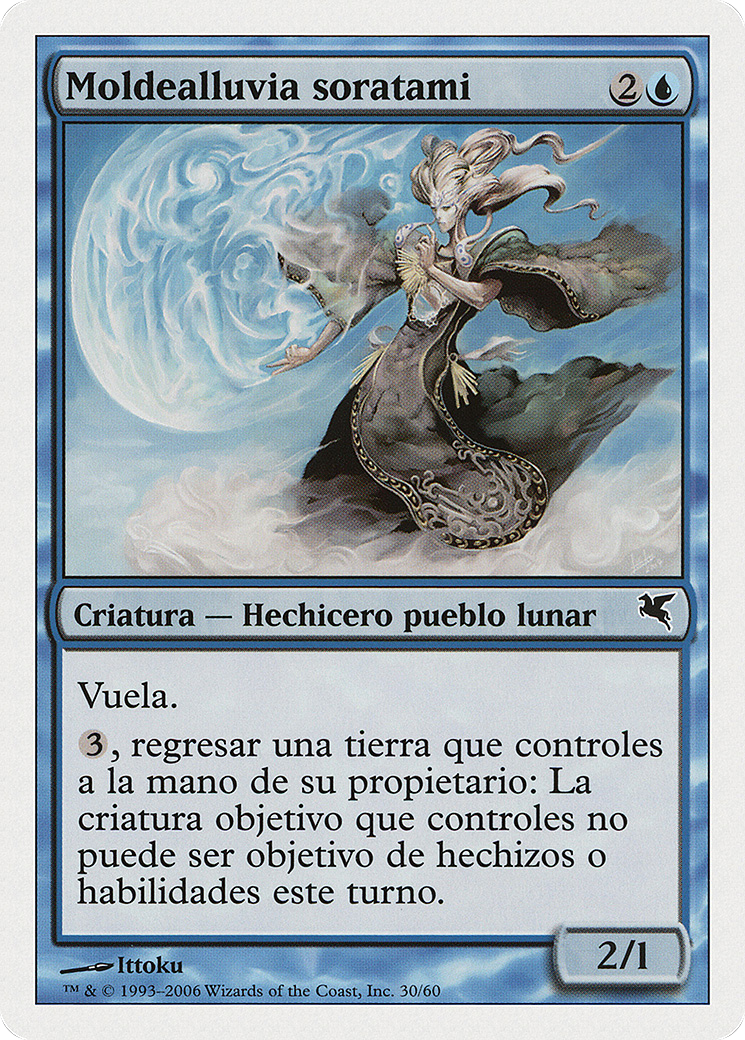 Moldealluvia soratami 2
Criatura — Hechicero pueblo lunar
Vuela.
3, regresar una tierra que controles
a la mano de su propietario: La
criatura objetivo que controles no
puede ser objetivo de hechizos o
habilidades este turno.
2/1
Ittoku
™ & © 1993–2006 Wizards of the Coast, Inc. 30/60